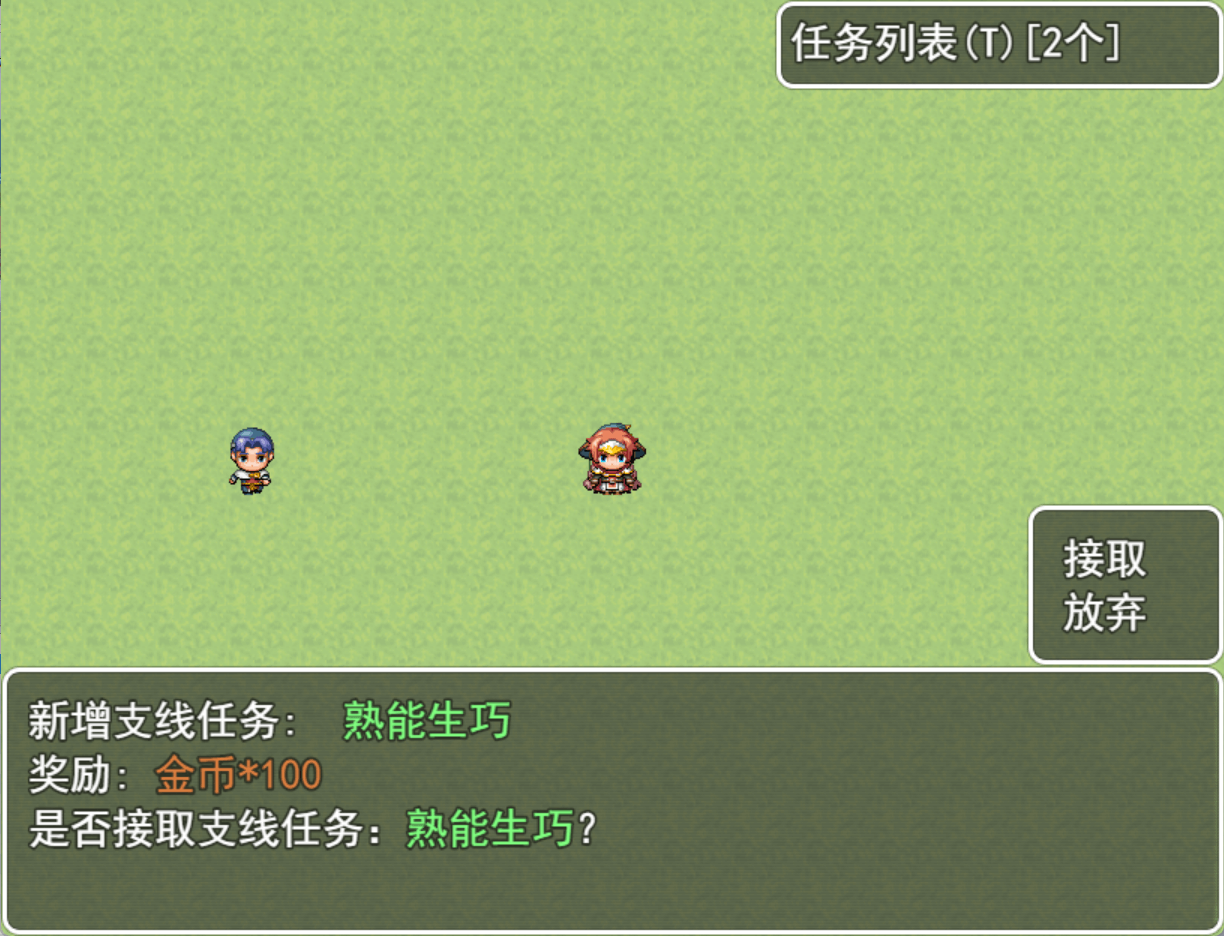 任务列表(T)[2个]
接取
放弃
新增支线任务: 熟能生巧
奖励: 金币*100
是否接取支线任务：熟能生巧?